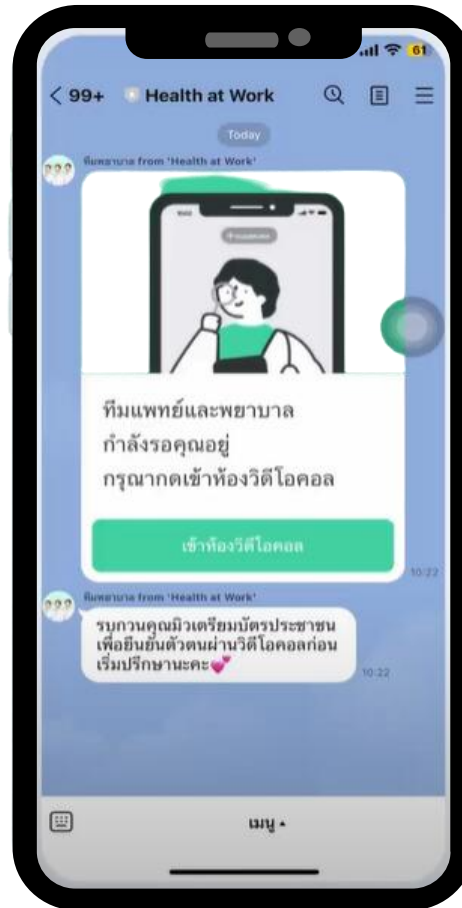 61
99+ Health at Work
Today
ทีมพยาบาล from 'Health at Work'
ทีมแพทย์และพยาบาล
กำลังรอคุณอยู่
กรุณากดเข้าห้องวิดีโอคอล
เข้าห้องวิดีโอคอล
10:22
ทีมพยาบาล from 'Health at Work'
รบกวนคุณมิวเตรียมบัตรประชาชน
เพื่อยืนยันตัวตนผ่านวิดีโอคอลก่อน
เริ่มปรึกษานะคะ💕
10:22
เมนู